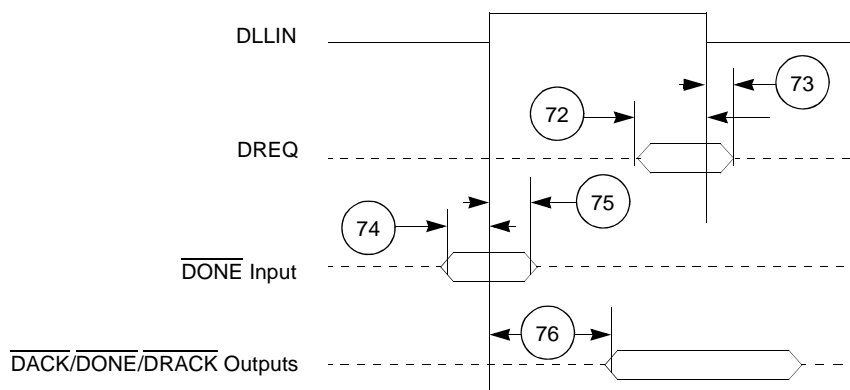 DLLIN
73
72
DREQ
75
74
DONE Input
76
DACK/DONE/DRACK Outputs